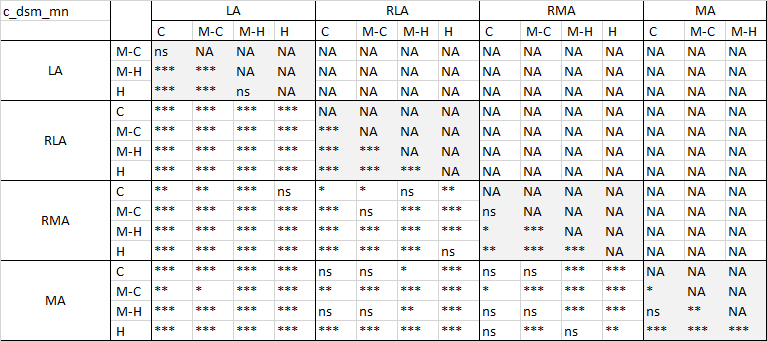 c_dsm_mn LA RLA RMA MA
C M-C M-H H C M-C M-H H C M-C M-H H C M-C M-H
LA M-C ns NA NA NA NA NA NA NA NA NA NA NA NA NA NA
M-H *** *** NA NA NA NA NA NA NA NA NA NA NA NA NA
H *** *** ns NA NA NA NA NA NA NA NA NA NA NA NA
RLA C *** *** *** *** NA NA NA NA NA NA NA NA NA NA NA
M-C *** *** *** *** *** NA NA NA NA NA NA NA NA NA NA
M-H *** *** *** *** *** *** NA NA NA NA NA NA NA NA NA
H *** *** *** *** *** *** *** NA NA NA NA NA NA NA NA
RMA C ** ** *** ns * * ns ** NA NA NA NA NA NA NA
M-C *** *** *** *** *** ns *** *** ns NA NA NA NA NA NA
M-H *** *** *** *** *** *** *** *** * *** NA NA NA NA NA
H *** *** *** *** *** *** *** ns ** *** *** NA NA NA NA
MA C *** *** *** *** ns ns * *** ns ns *** *** NA NA NA
M-C ** * *** *** ** *** *** *** * *** *** *** * NA NA
M-H *** *** *** *** ns ns ** *** ns ns *** *** ns ** NA
H *** *** *** *** *** *** *** *** ns *** ns ** *** *** ***